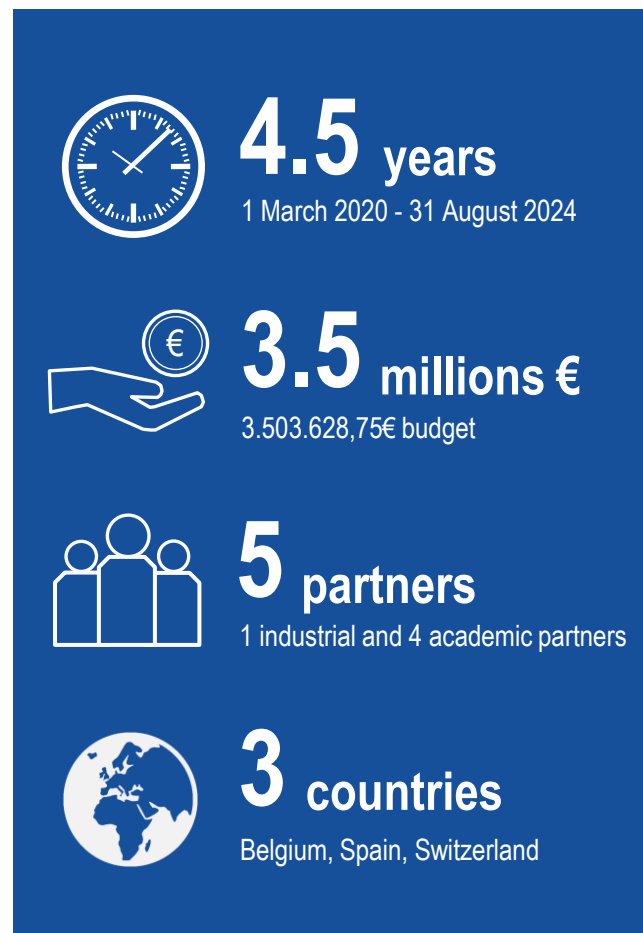 4.5 years
1 March 2020 - 31 August 2024
€
3.5 millions €
3.503.628,75€ budget
5 partners
1 industrial and 4 academic partners
3 countries
Belgium, Spain, Switzerland